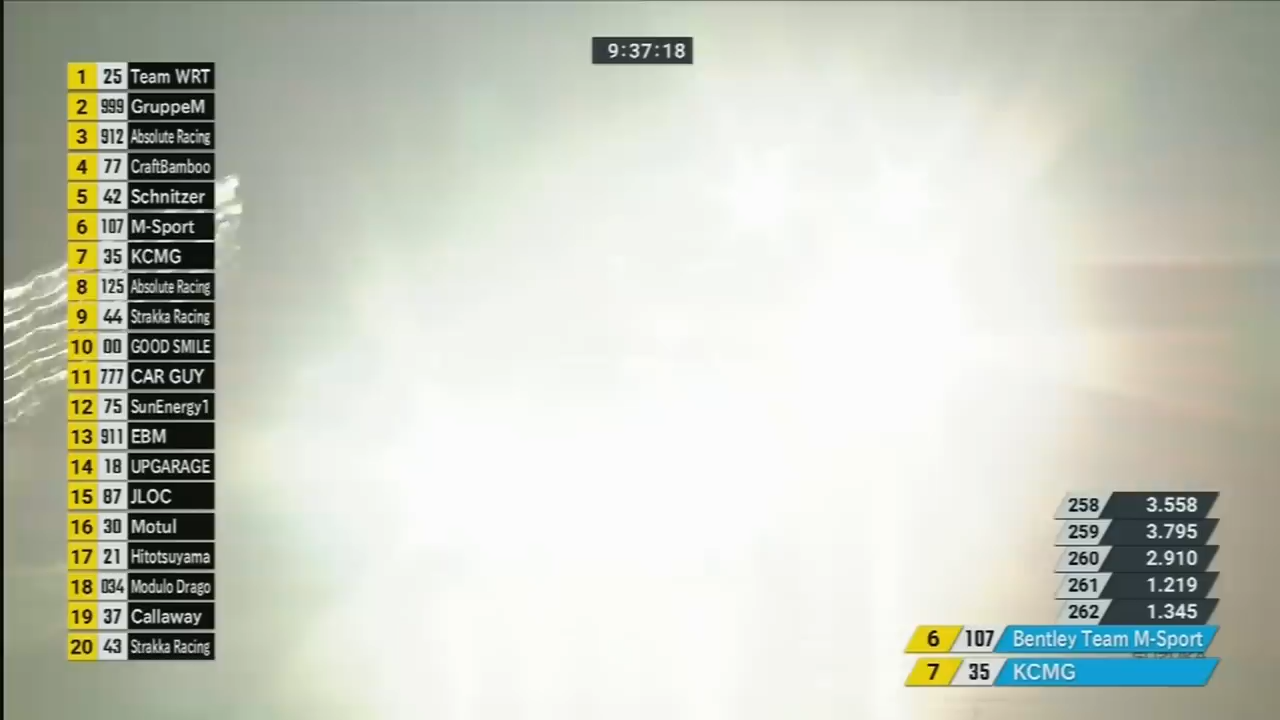 9:37:18
1 25 Team WRT
2 999 GruppeM
3 912 Absolute Racing
4 77 CraftBamboo
5 42 Schnitzer
6 107 M-Sport
7 35 KCMG
8 125 Absolute Racing
9 44 Strakka Racing
10 00 GOOD SMILE
11 777 CAR GUY
12 75 SunEnergy1
13 911 EBM
14 18 UPGARAGE
15 87 JLOC
16 30 Motul
17 21 Hitotsuyama
18 034 Modulo Drago
19 37 Callaway
20 43 Strakka Racing
258 3.558
259 3.795
260 2.910
261 1.219
262 1.345
6 107 Bentley Team M-Sport
7 35 KCMG